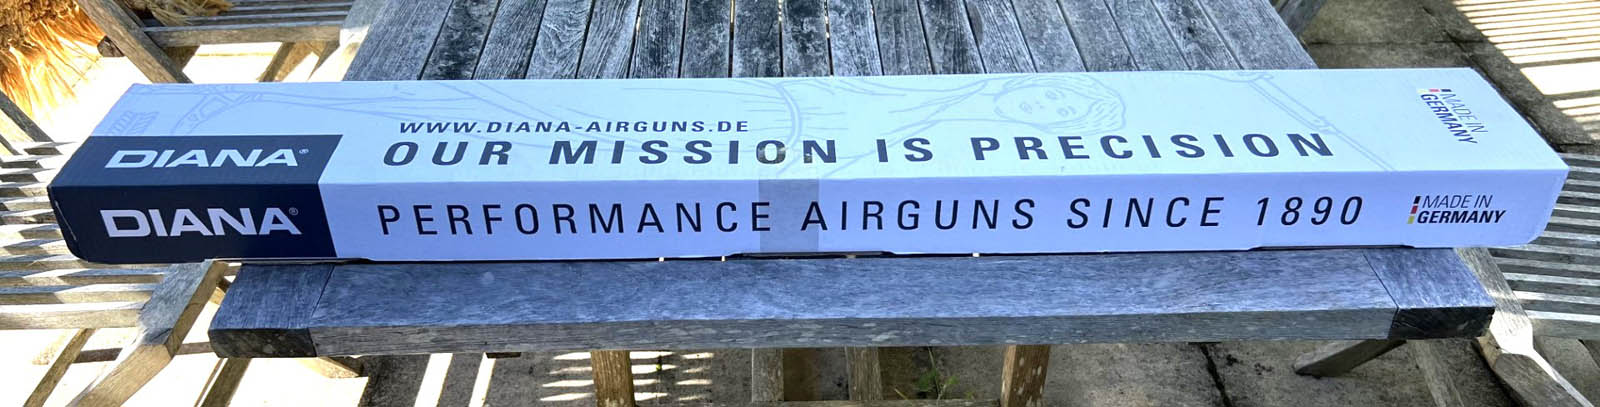 WWW.DIANA-AIRGUNS.DE
DIANA®
OUR MISSION IS PRECISION
MADE IN
GERMANY
DIANA®
PERFORMANCE AIRGUNS SINCE 1890
MADE IN
GERMANY